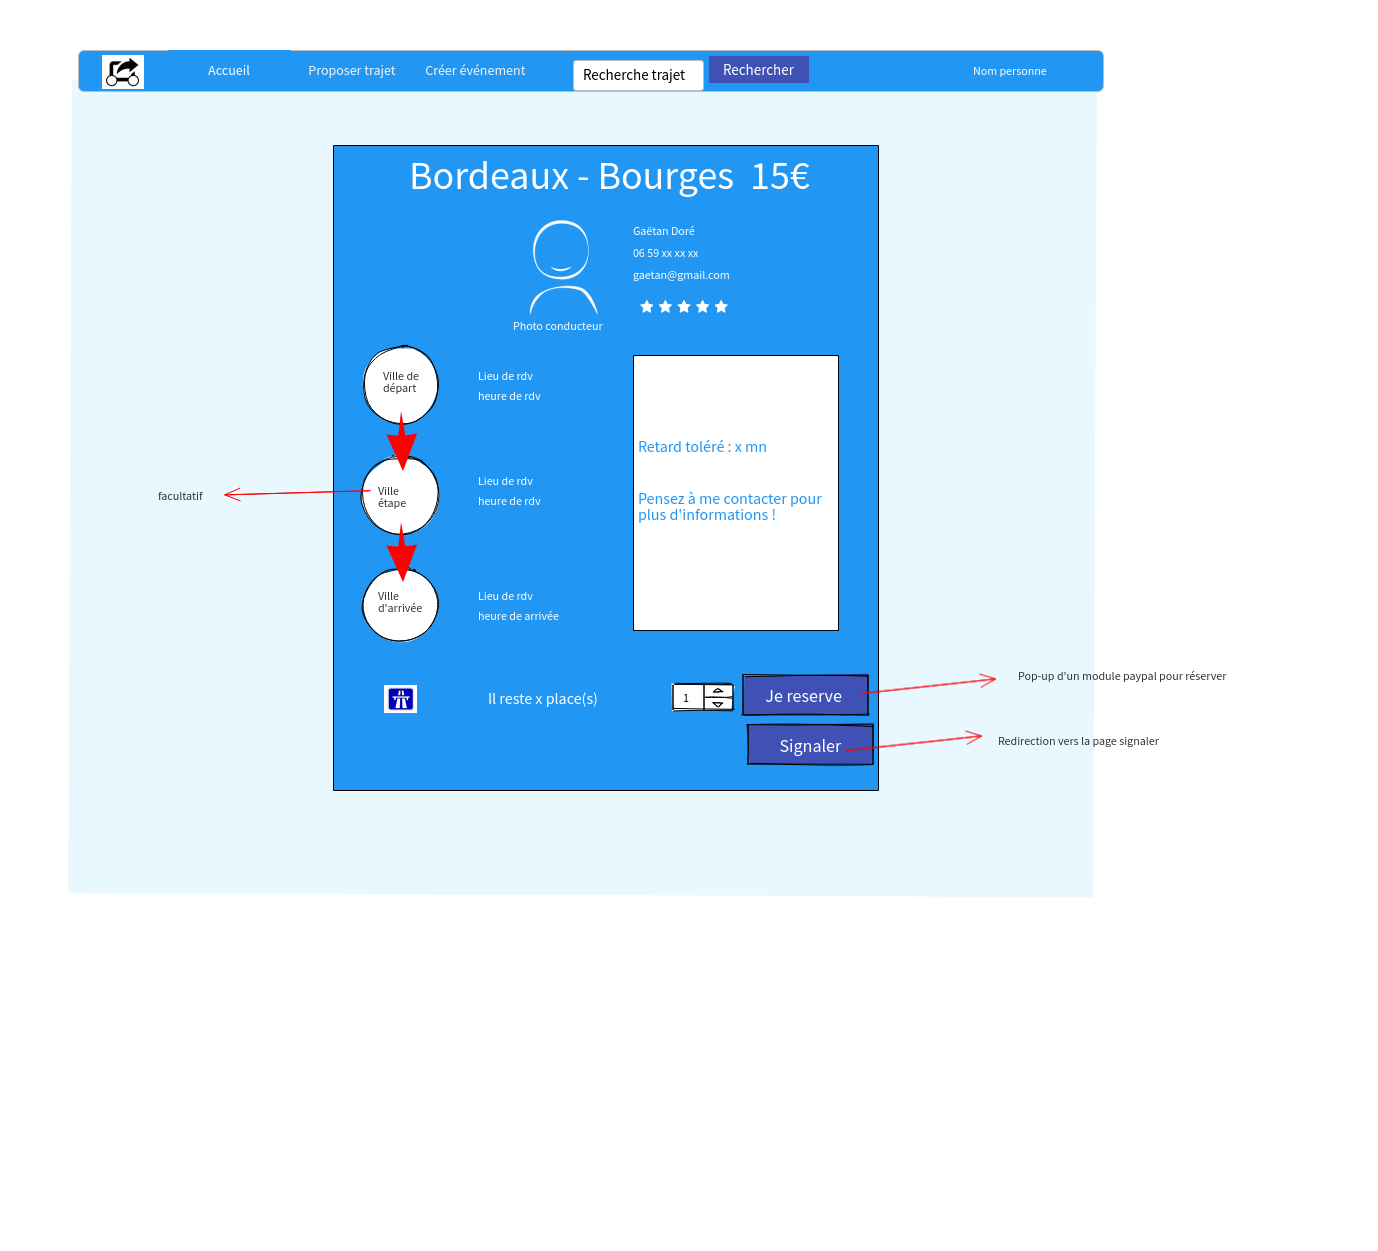 Accueil
Proposer trajet
Créer événement
Recherche trajet
Rechercher
Nom personne
Bordeaux - Bourges 15€
Gaëtan Doré
06 59 xx xx xx
gaetan@gmail.com
Photo conducteur
Ville de
départ
Lieu de rdv
heure de rdv
Retard toléré : x mn
Pensez à me contacter pour
plus d'informations !
facultatif
Ville
étape
Lieu de rdv
heure de rdv
Ville
d'arrivée
Lieu de rdv
heure de arrivée
Il reste x place(s)
1
Je reserve
Pop-up d'un module paypal pour réserver
Signaler
Redirection vers la page signaler